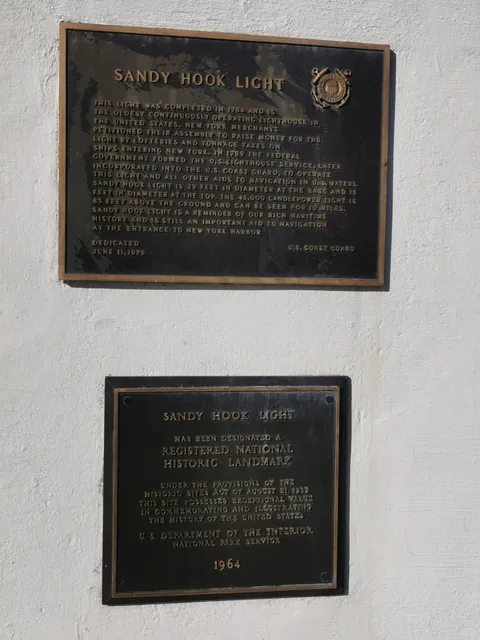 SANDY HOOK LIGHT
THIS LIGHT WAS COMPLETED IN 1764 AND IS
THE OLDEST CONTINUOUSLY OPERATING LIGHTHOUSE IN
THE UNITED STATES. NEW YORK MERCHANTS
PETITIONED THEIR ASSEMBLY TO RAISE MONEY FOR THE
LIGHT BY LOTTERIES AND TONNAGE TAXES ON
SHIPS ENTERING NEW YORK. IN 1789 THE FEDERAL
GOVERNMENT FORMED THE U.S. LIGHTHOUSE SERVICE, LATER
INCORPORATED INTO THE U.S. COAST GUARD, TO OPERATE
THIS LIGHT AND ALL OTHER AIDS TO NAVIGATION IN U.S. WATERS.
SANDY HOOK LIGHT IS 29 FEET IN DIAMETER AT THE BASE AND IS
FEET IN DIAMETER AT THE TOP. THE 45,000 CANDLEPOWER LIGHT IS
85 FEET ABOVE THE GROUND AND CAN BE SEEN FOR MILES.
SANDY HOOK LIGHT IS A REMINDER OF OUR RICH MARITIME
HISTORY AND IS STILL AN IMPORTANT AID TO NAVIGATION
AT THE ENTRANCE TO NEW YORK HARBOR
DEDICATED
JUNE 11, 1976
U.S. COAST GUARD
SANDY HOOK LIGHT
HAS BEEN DESIGNATED A
REGISTERED NATIONAL
HISTORIC LANDMARK
UNDER THE PROVISIONS OF THE
HISTORIC SITES ACT OF AUGUST 21, 1935
THIS SITE POSSESSES EXCEPTIONAL VALUE
IN COMMEMORATING AND ILLUSTRATING
THE HISTORY OF THE UNITED STATES
U. S. DEPARTMENT OF THE INTERIOR
NATIONAL PARK SERVICE
1964